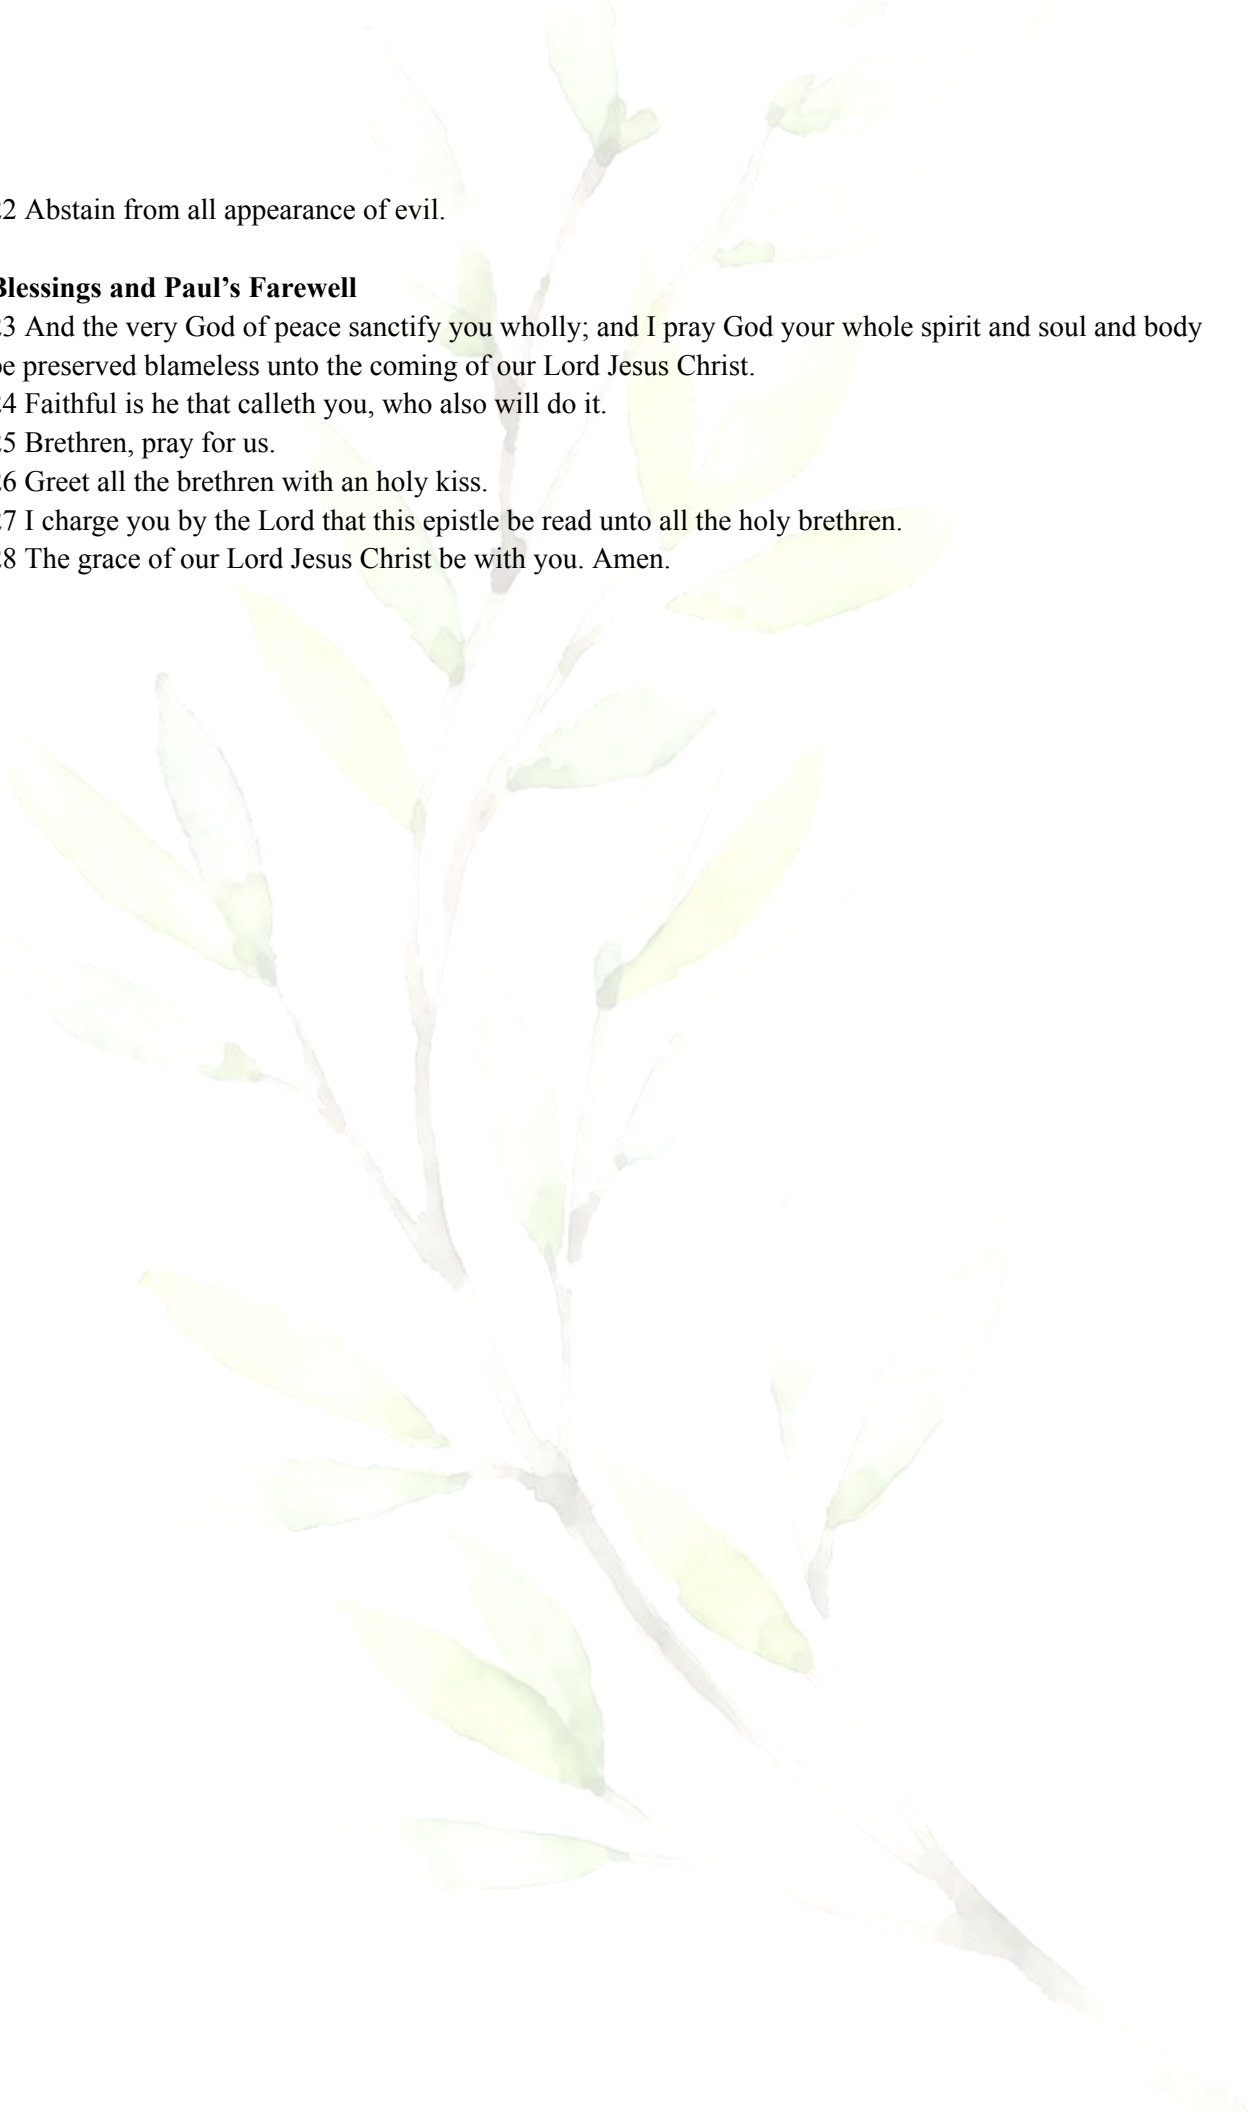 2 Abstain from all appearance of evil.
Blessings and Paul’s Farewell
3 And the very God of peace sanctify you wholly; and I pray God your whole spirit and soul and body
be preserved blameless unto the coming of our Lord Jesus Christ.
4 Faithful is he that calleth you, who also will do it.
5 Brethren, pray for us.
6 Greet all the brethren with an holy kiss.
7 I charge you by the Lord that this epistle be read unto all the holy brethren.
8 The grace of our Lord Jesus Christ be with you. Amen.